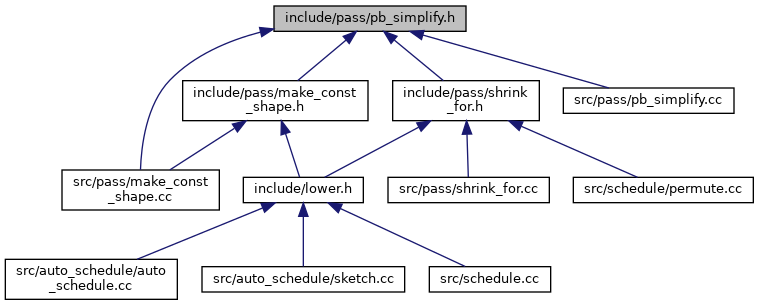 include/pass/pb_simplify.h
include/pass/make_const
_shape.h
include/pass/shrink
_for.h
src/pass/pb_simplify.cc
src/pass/make_const
_shape.cc
include/lower.h
src/pass/shrink_for.cc
src/schedule/permute.cc
src/auto_schedule/auto
_schedule.cc
src/auto_schedule/sketch.cc
src/schedule.cc